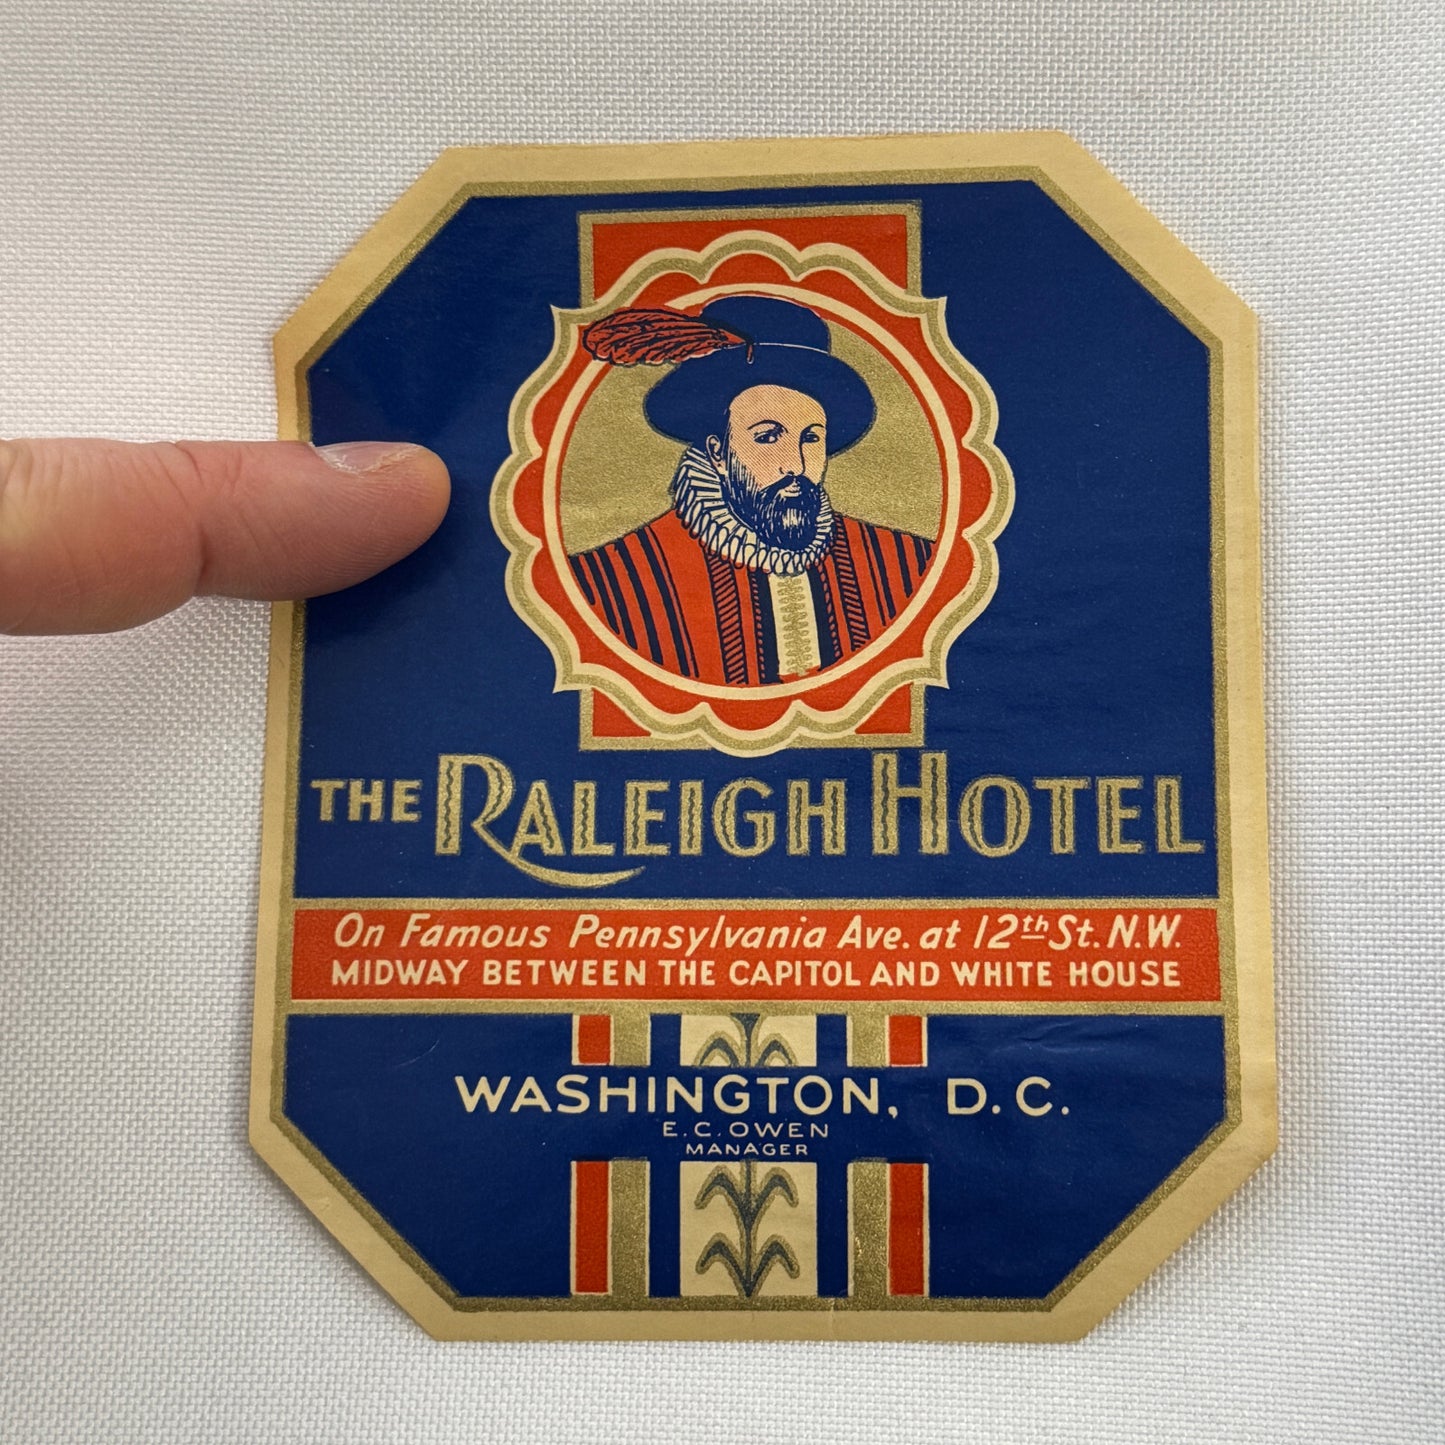 THE RALEIGH HOTEL
On Famous Pennsylvania Ave. at 12th St. N.W.
MIDWAY BETWEEN THE CAPITOL AND WHITE HOUSE
WASHINGTON, D.C.
E.C. OWEN
MANAGER